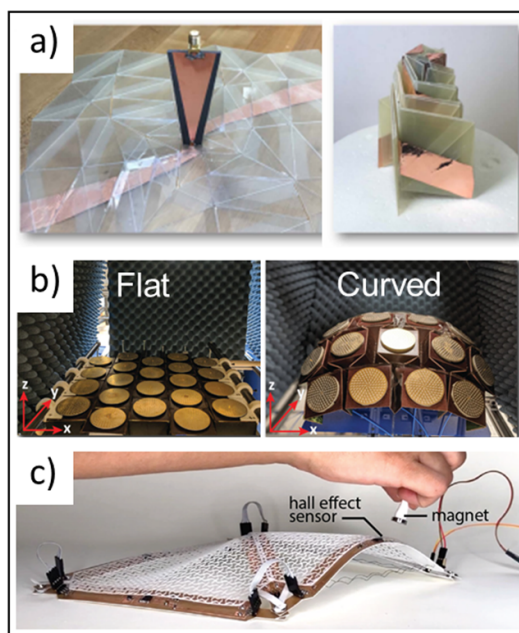 a)
b)
Flat
Curved
z
y
x
z
y
x
c)
hall effect
sensor
magnet